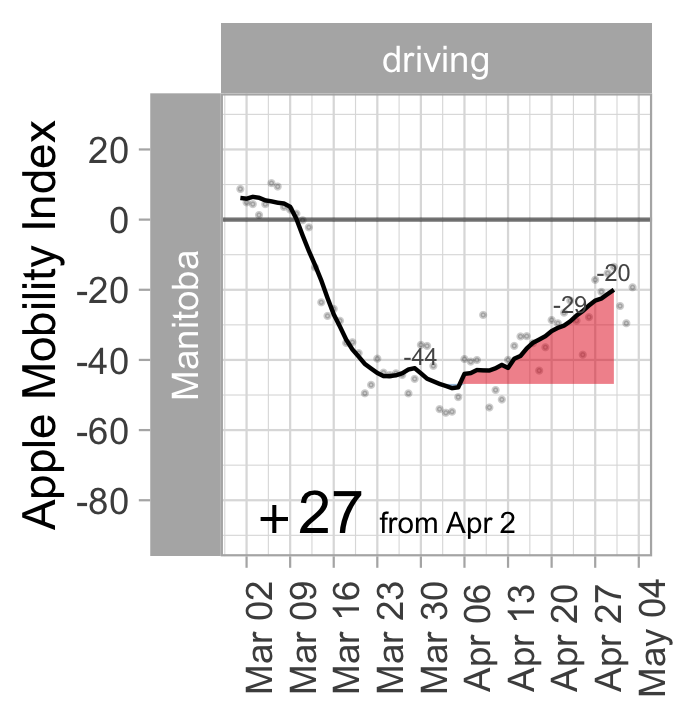 driving
Apple Mobility Index
Manitoba
20
0
-20
-40
-60
-80
-44
-29
-20
+27 from Apr 2
Mar 02
Mar 09
Mar 16
Mar 23
Mar 30
Apr 06
Apr 13
Apr 20
Apr 27
May 04